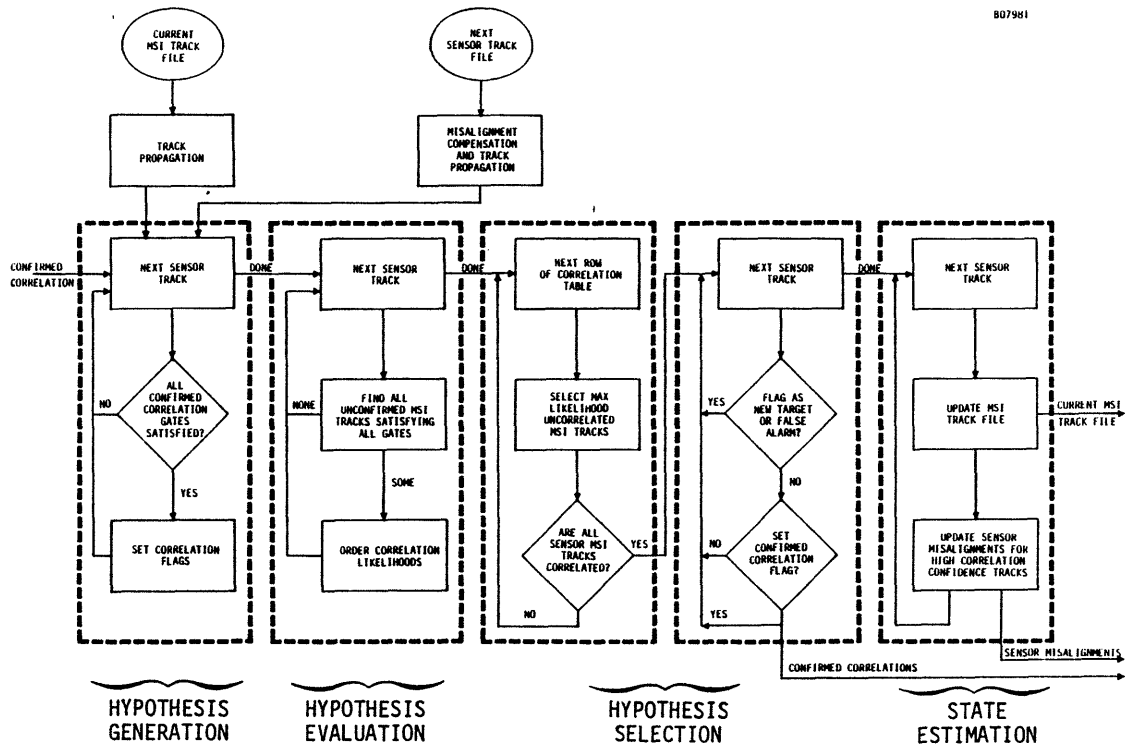 B07981
CURRENT
MSI TRACK
FILE
NEXT
SENSOR TRACK
FILE
TRACK
PROPAGATION
MISALIGNMENT
COMPENSATION
AND TRACK
PROPAGATION
CONFIRMED
CORRELATION
NEXT SENSOR
TRACK
DONE
NEXT SENSOR
TRACK
DONE
NEXT ROW
OF CORRELATION
TABLE
NEXT SENSOR
TRACK
DONE
NEXT SENSOR
TRACK
ALL
CONFIRMED
CORRELATION
GATES
SATISFIED?
NO
YES
SET CORRELATION
FLAGS
NONE
FIND ALL
UNCONFIRMED MSI
TRACKS SATISFYING
ALL GATES
SOME
ORDER CORRELATION
LIKELIHOODS
SELECT MAX
LIKELIHOOD
UNCORRELATED
MSI TRACKS
ARE ALL
SENSOR MSI
TRACKS
CORRELATED?
YES
NO
YES
FLAG AS
NEW TARGET
OR FALSE
ALARM?
NO
NO
SET
CONFIRMED
CORRELATION
FLAG?
YES
UPDATE MSI
TRACK FILE
CURRENT MSI
TRACK FILE
UPDATE SENSOR
MISALIGNMENTS FOR
HIGH CORRELATION
CONFIDENCE TRACKS
SENSOR MISALIGNMENTS
CONFIRMED CORRELATIONS
HYPOTHESIS
GENERATION
HYPOTHESIS
EVALUATION
HYPOTHESIS
SELECTION
STATE
ESTIMATION